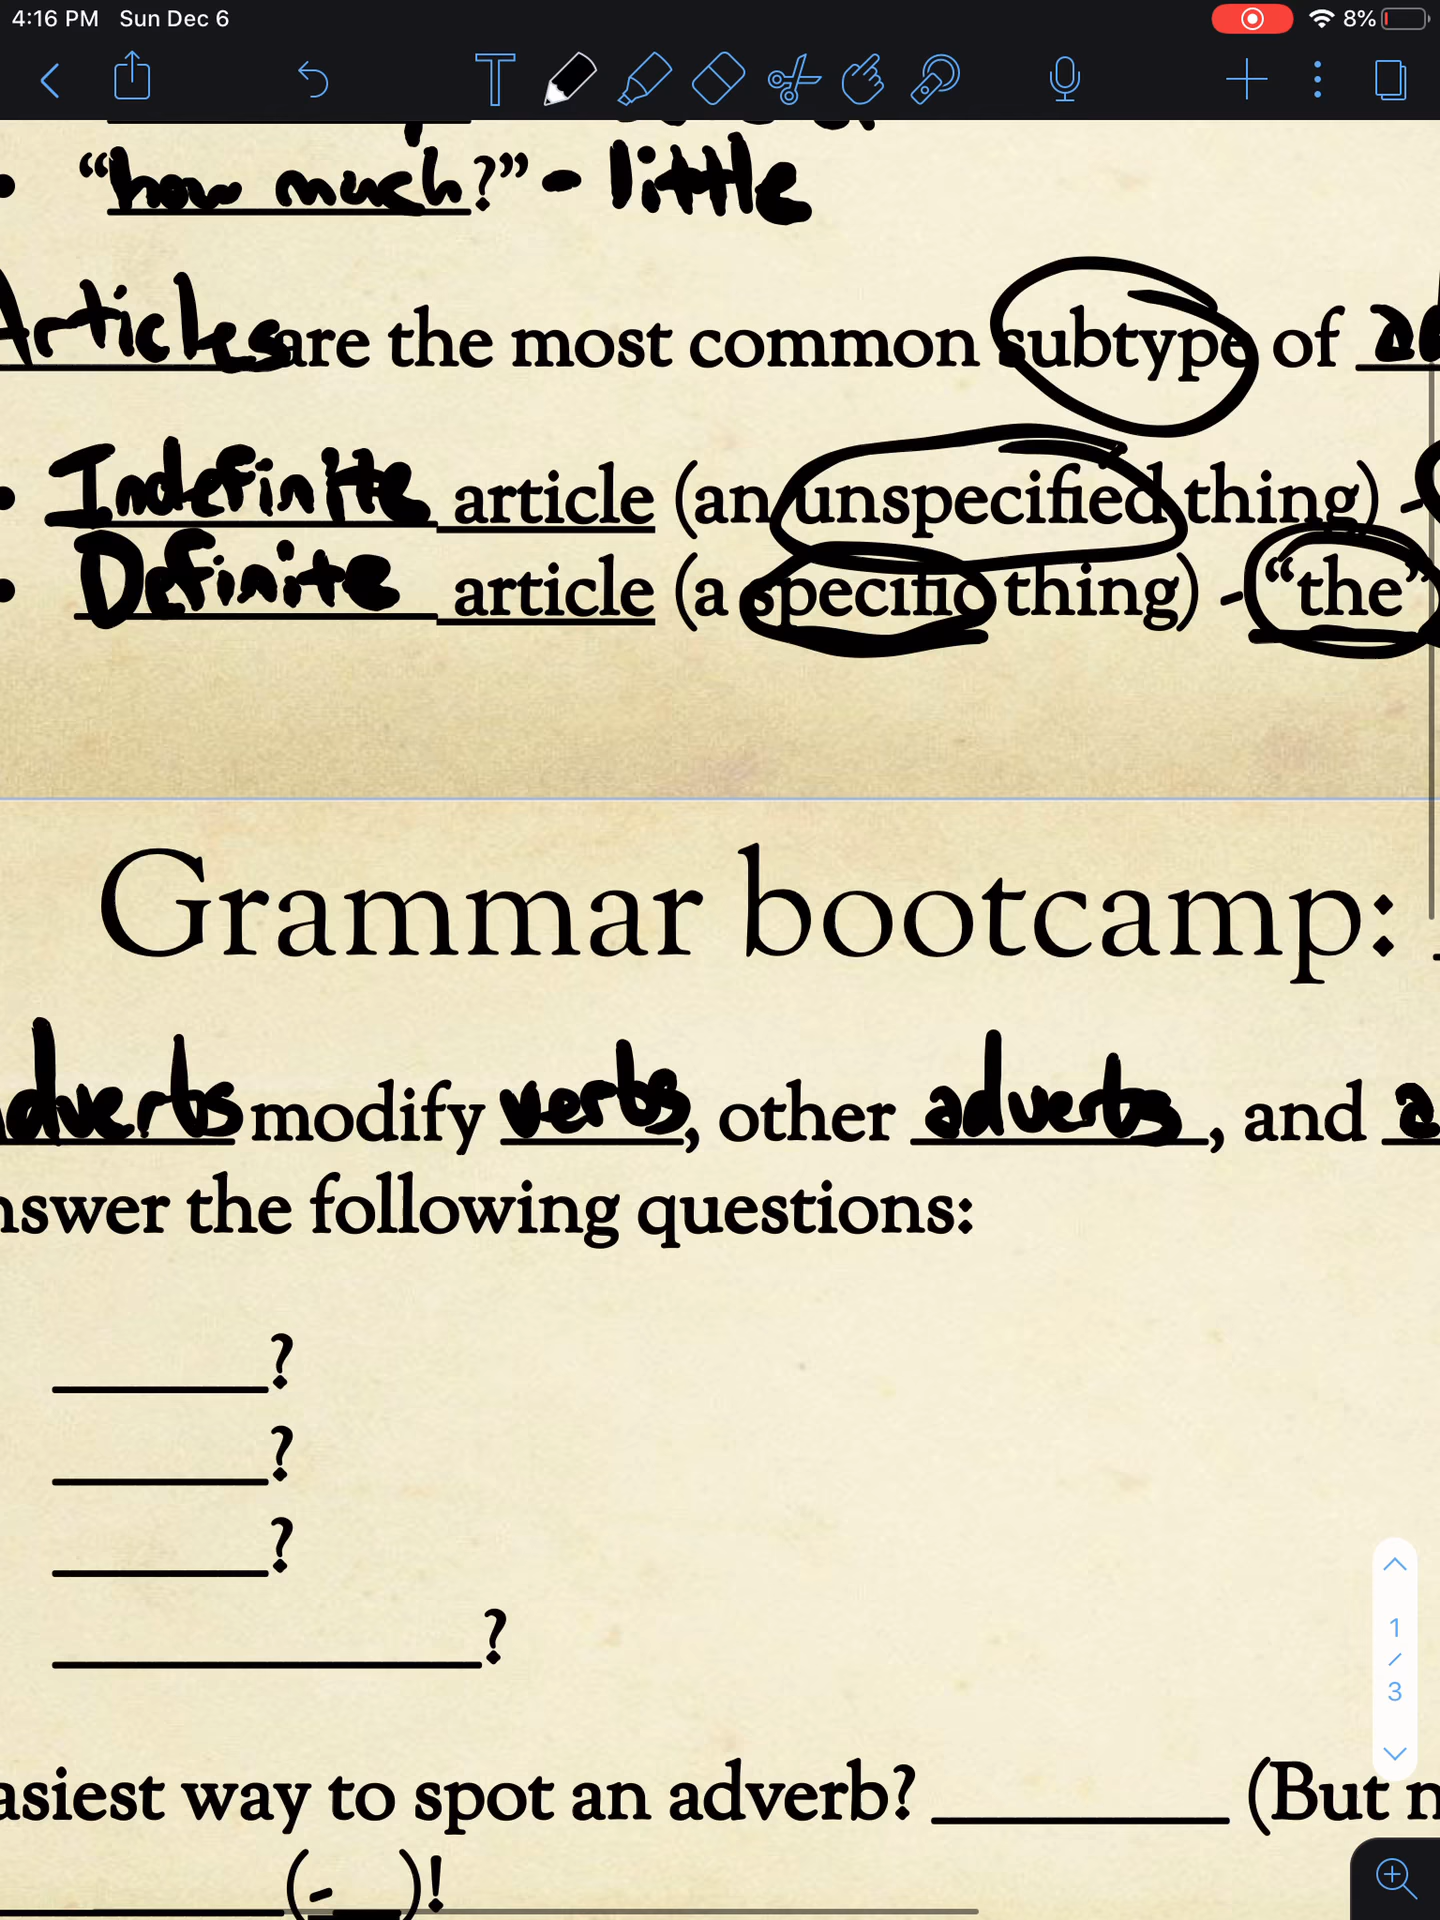 4:16 PM Sun Dec 6 8%
“how much?” - little
Articles are the most common subtype of
Indefinite article (an unspecified thing) -
Definite article (a specific thing) - “the”
Grammar bootcamp:
dverbs modify verbs, other adverbs, and a
nswer the following questions:
?
?
?
?
1
/
3
asiest way to spot an adverb? (But n
(- )!